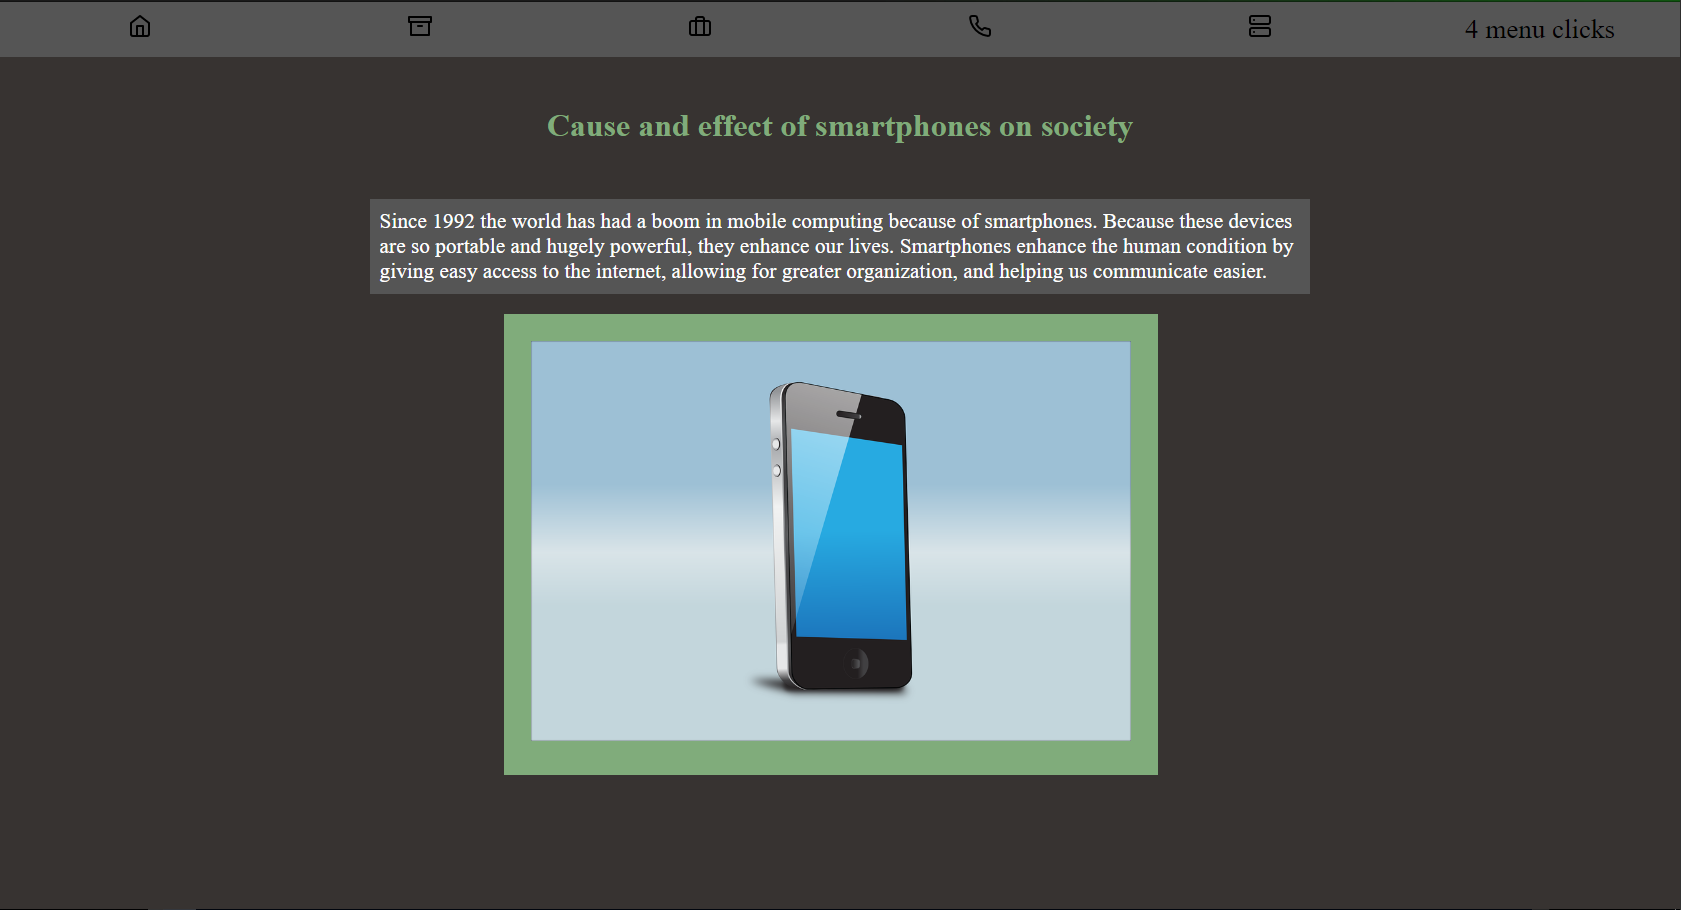 4 menu clicks
Cause and effect of smartphones on society
Since 1992 the world has had a boom in mobile computing because of smartphones. Because these devices
are so portable and hugely powerful, they enhance our lives. Smartphones enhance the human condition by
giving easy access to the internet, allowing for greater organization, and helping us communicate easier.